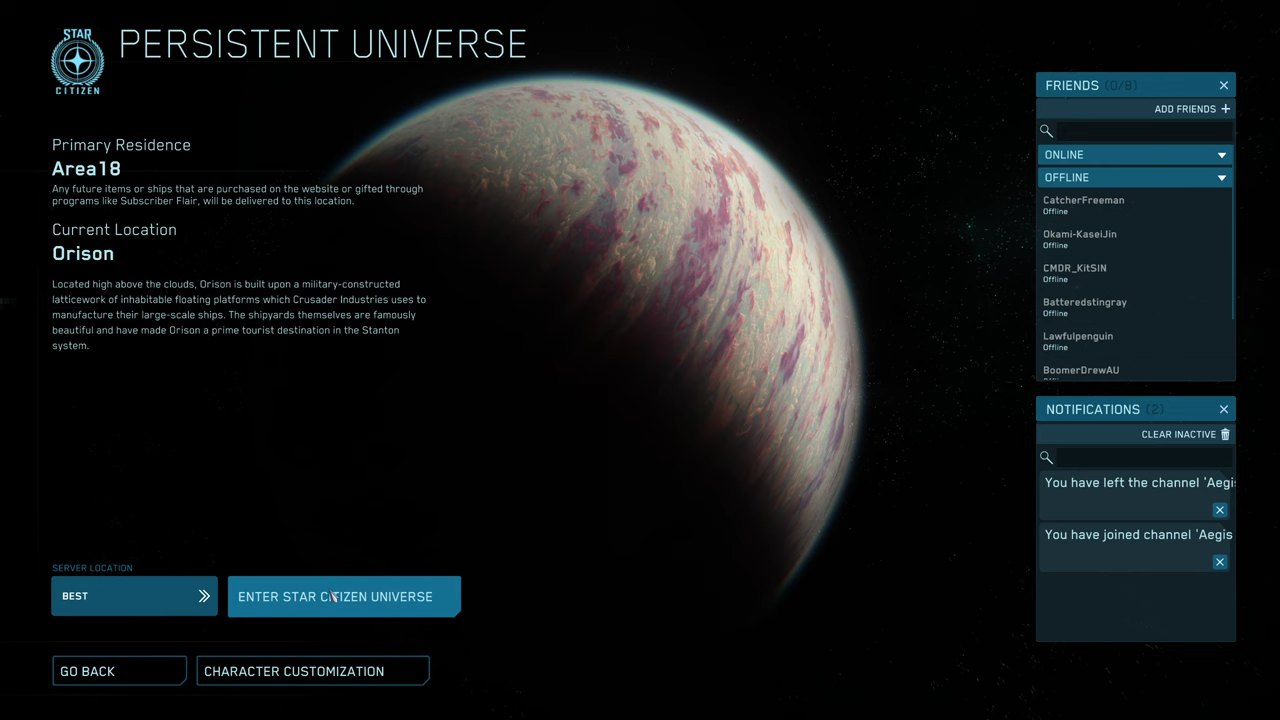 STAR
CITIZEN
PERSISTENT UNIVERSE
Primary Residence
Area18
Any future items or ships that are purchased on the website or gifted through
programs like Subscriber Flair, will be delivered to this location.
Current Location
Orison
Located high above the clouds, Orison is built upon a military-constructed
latticework of inhabitable floating platforms which Crusader Industries uses to
manufacture their large-scale ships. The shipyards themselves are famously
beautiful and have made Orison a prime tourist destination in the Stanton
system.
SERVER LOCATION
BEST
ENTER STAR CITIZEN UNIVERSE
GO BACK
CHARACTER CUSTOMIZATION
FRIENDS (0/8)
ADD FRIENDS
ONLINE
OFFLINE
CatcherFreeman
Offline
Okami-KaseiJin
Offline
CMDR_KitSIN
Offline
Batteredstingray
Offline
Lawfulpenguin
Offline
BoomerDrewAU
NOTIFICATIONS (2)
CLEAR INACTIVE
You have left the channel 'Aegis
You have joined channel 'Aegis